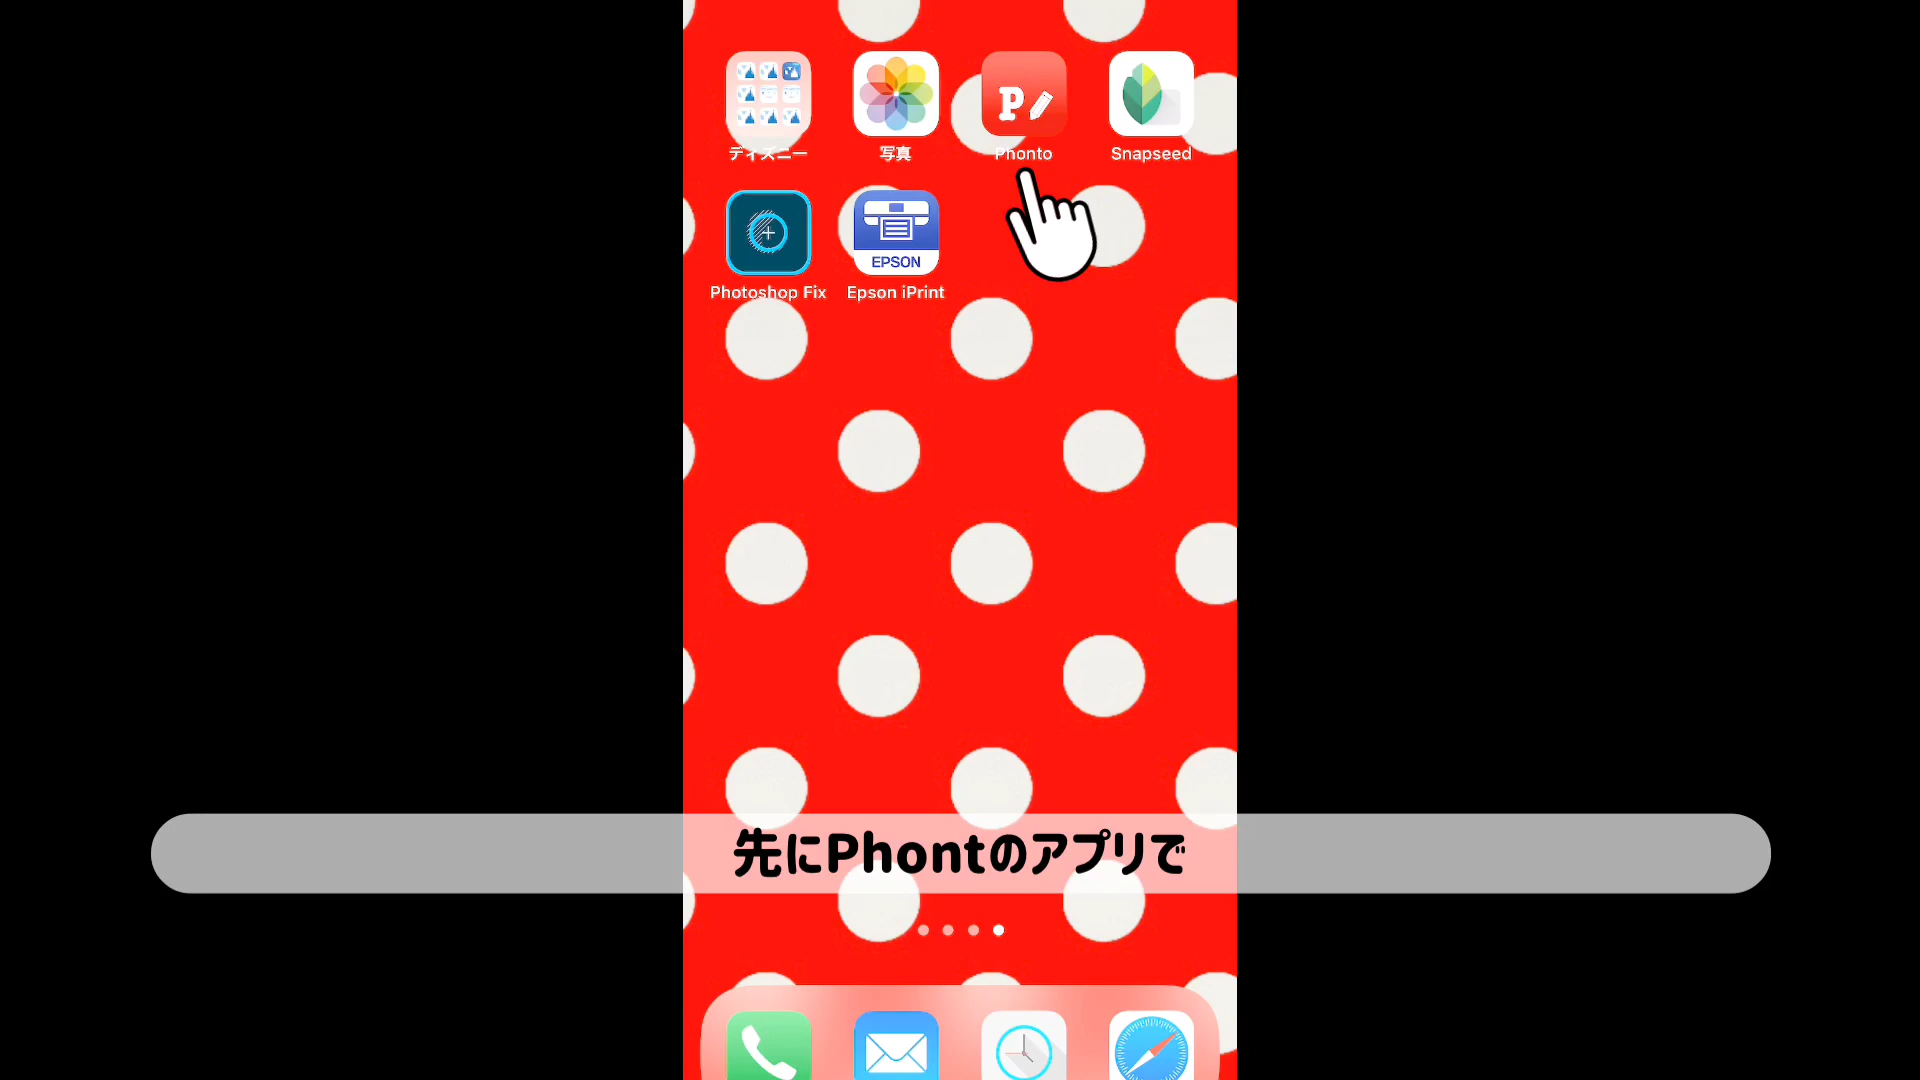 ディズニー
写真
Phonto
Snapseed
EPSON
Photoshop Fix
Epson iPrint
先にPhontのアプリで